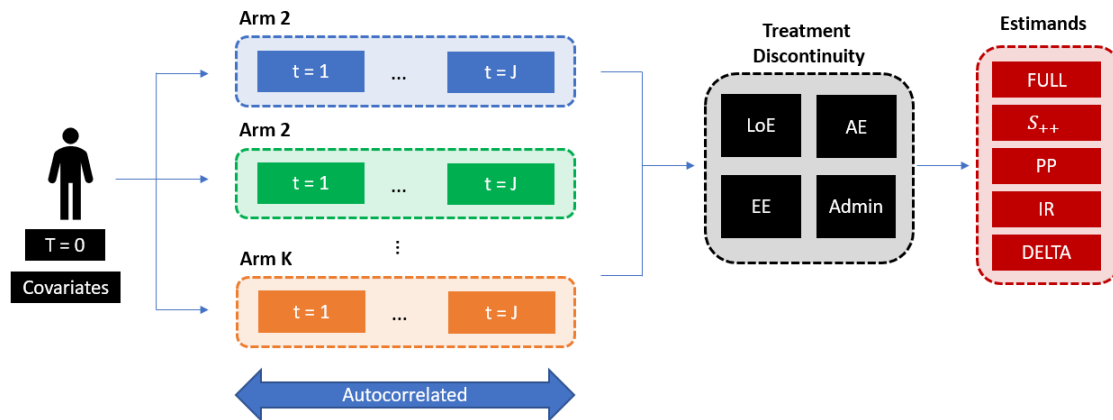 T = 0
Covariates
Arm 2
t = 1 ... t = J
Arm 2
t = 1 ... t = J
⋮
Arm K
t = 1 ... t = J
Autocorrelated
Treatment
Discontinuity
LoE AE
EE Admin
Estimands
FULL
S₊₊
PP
IR
DELTA